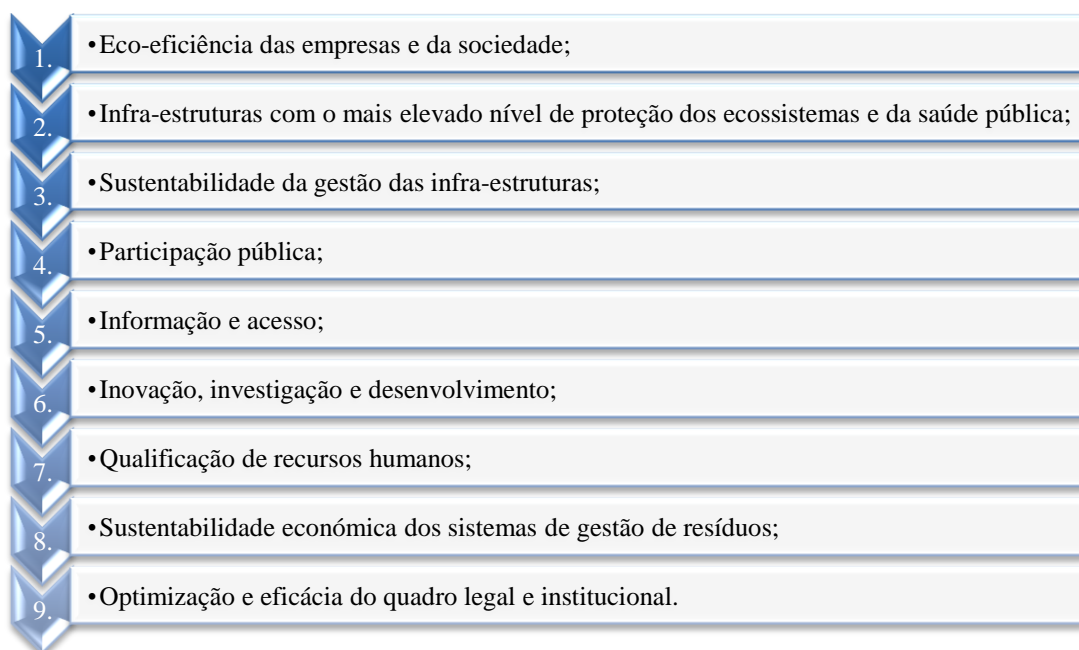 1. •Eco-eficiência das empresas e da sociedade;
2. •Infra-estruturas com o mais elevado nível de proteção dos ecossistemas e da saúde pública;
3. •Sustentabilidade da gestão das infra-estruturas;
4. •Participação pública;
5. •Informação e acesso;
6. •Inovação, investigação e desenvolvimento;
7. •Qualificação de recursos humanos;
8. •Sustentabilidade económica dos sistemas de gestão de resíduos;
9. •Optimização e eficácia do quadro legal e institucional.